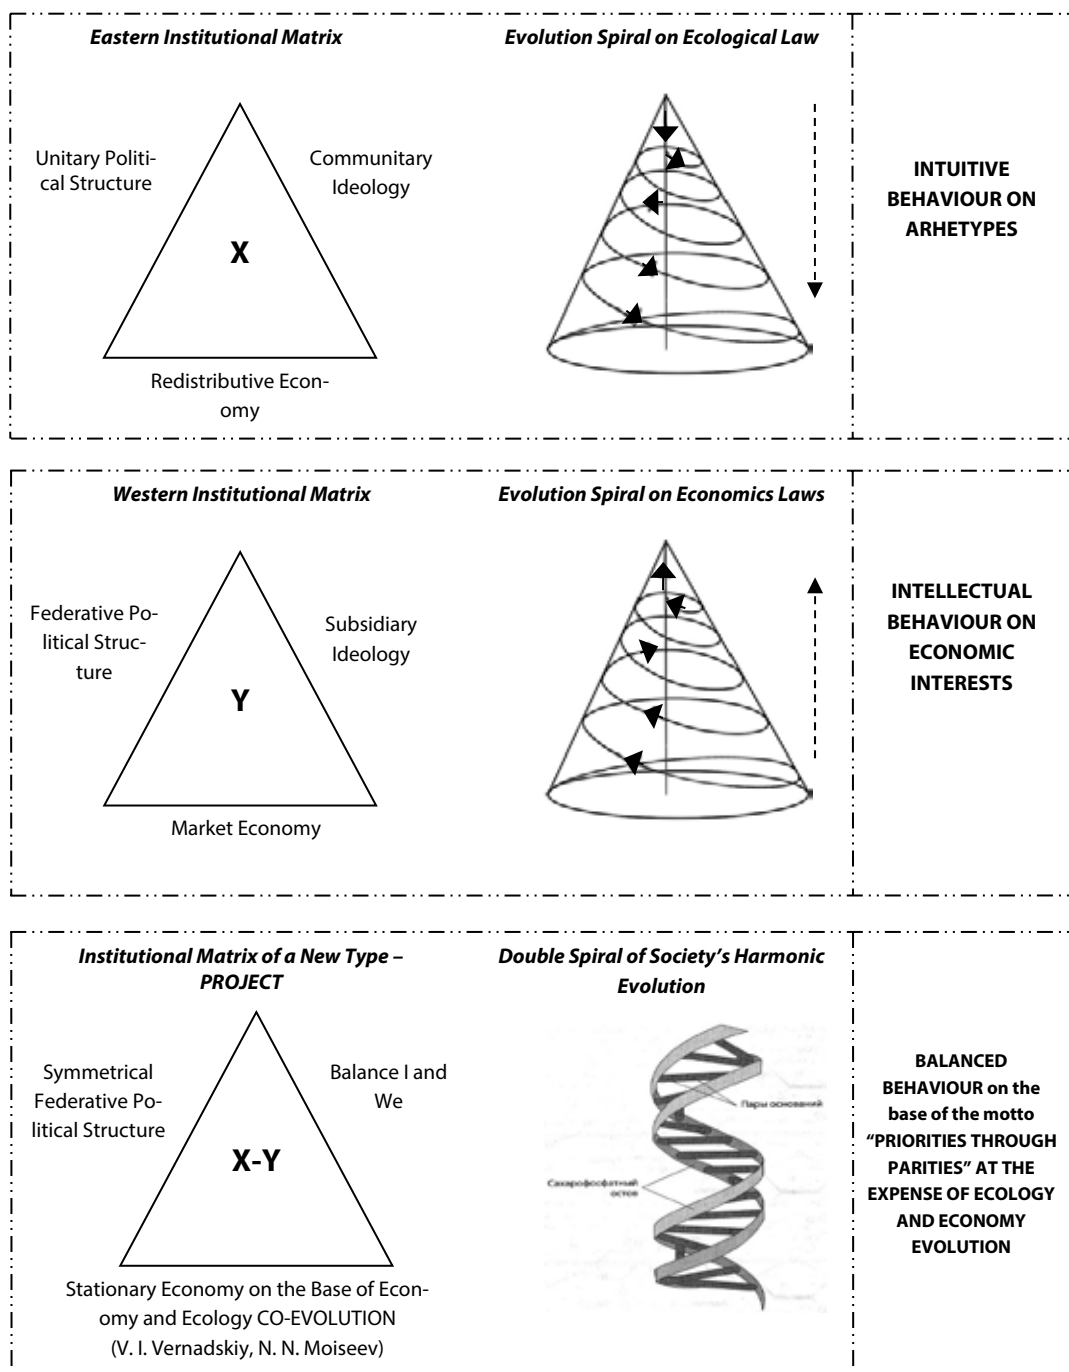 Eastern Institutional Matrix
Evolution Spiral on Ecological Law
Unitary Politi-
cal Structure
Communitary
Ideology
X
Redistributive Econ-
omy
INTUITIVE
BEHAVIOUR ON
ARHETYPES
Western Institutional Matrix
Evolution Spiral on Economics Laws
Federative Po-
litical Struc-
ture
Subsidiary
Ideology
Y
Market Economy
INTELLECTUAL
BEHAVIOUR ON
ECONOMIC
INTERESTS
Institutional Matrix of a New Type –
PROJECT
Double Spiral of Society's Harmonic
Evolution
Symmetrical
Federative Po-
litical Structure
Balance I and
We
X-Y
Stationary Economy on the Base of Econ-
omy and Ecology CO-EVOLUTION
(V. I. Vernadskiy, N. N. Moiseev)
Пары оснований
Сахарофосфатный
остов
BALANCED
BEHAVIOUR on the
base of the motto
“PRIORITIES THROUGH
PARITIES” AT THE
EXPENSE OF ECOLOGY
AND ECONOMY
EVOLUTION